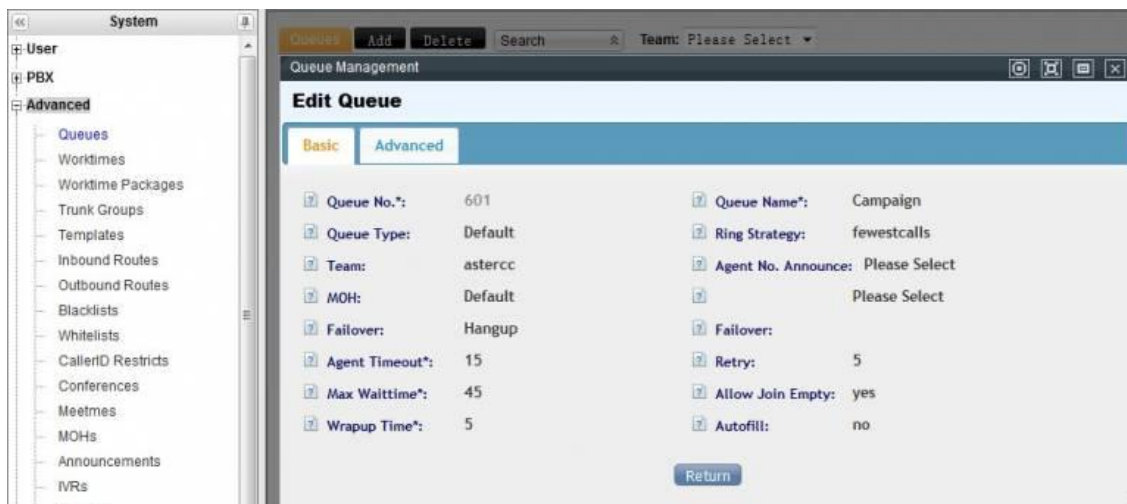 System
User
PBX
Advanced
Queues
Worktimes
Worktime Packages
Trunk Groups
Templates
Inbound Routes
Outbound Routes
Blacklists
Whitelists
CallerID Restricts
Conferences
Meetmes
MOHs
Announcements
IVRs
Queues Add Delete Search Team: Please Select
Queue Management
Edit Queue
Basic Advanced
Queue No.*: 601 Queue Name*: Campaign
Queue Type: Default Ring Strategy: fewestcalls
Team: astercc Agent No. Announce: Please Select
MOH: Default Please Select
Failover: Hangup Failover:
Agent Timeout*: 15 Retry: 5
Max Waittime*: 45 Allow Join Empty: yes
Wrapup Time*: 5 Autofill: no
Return